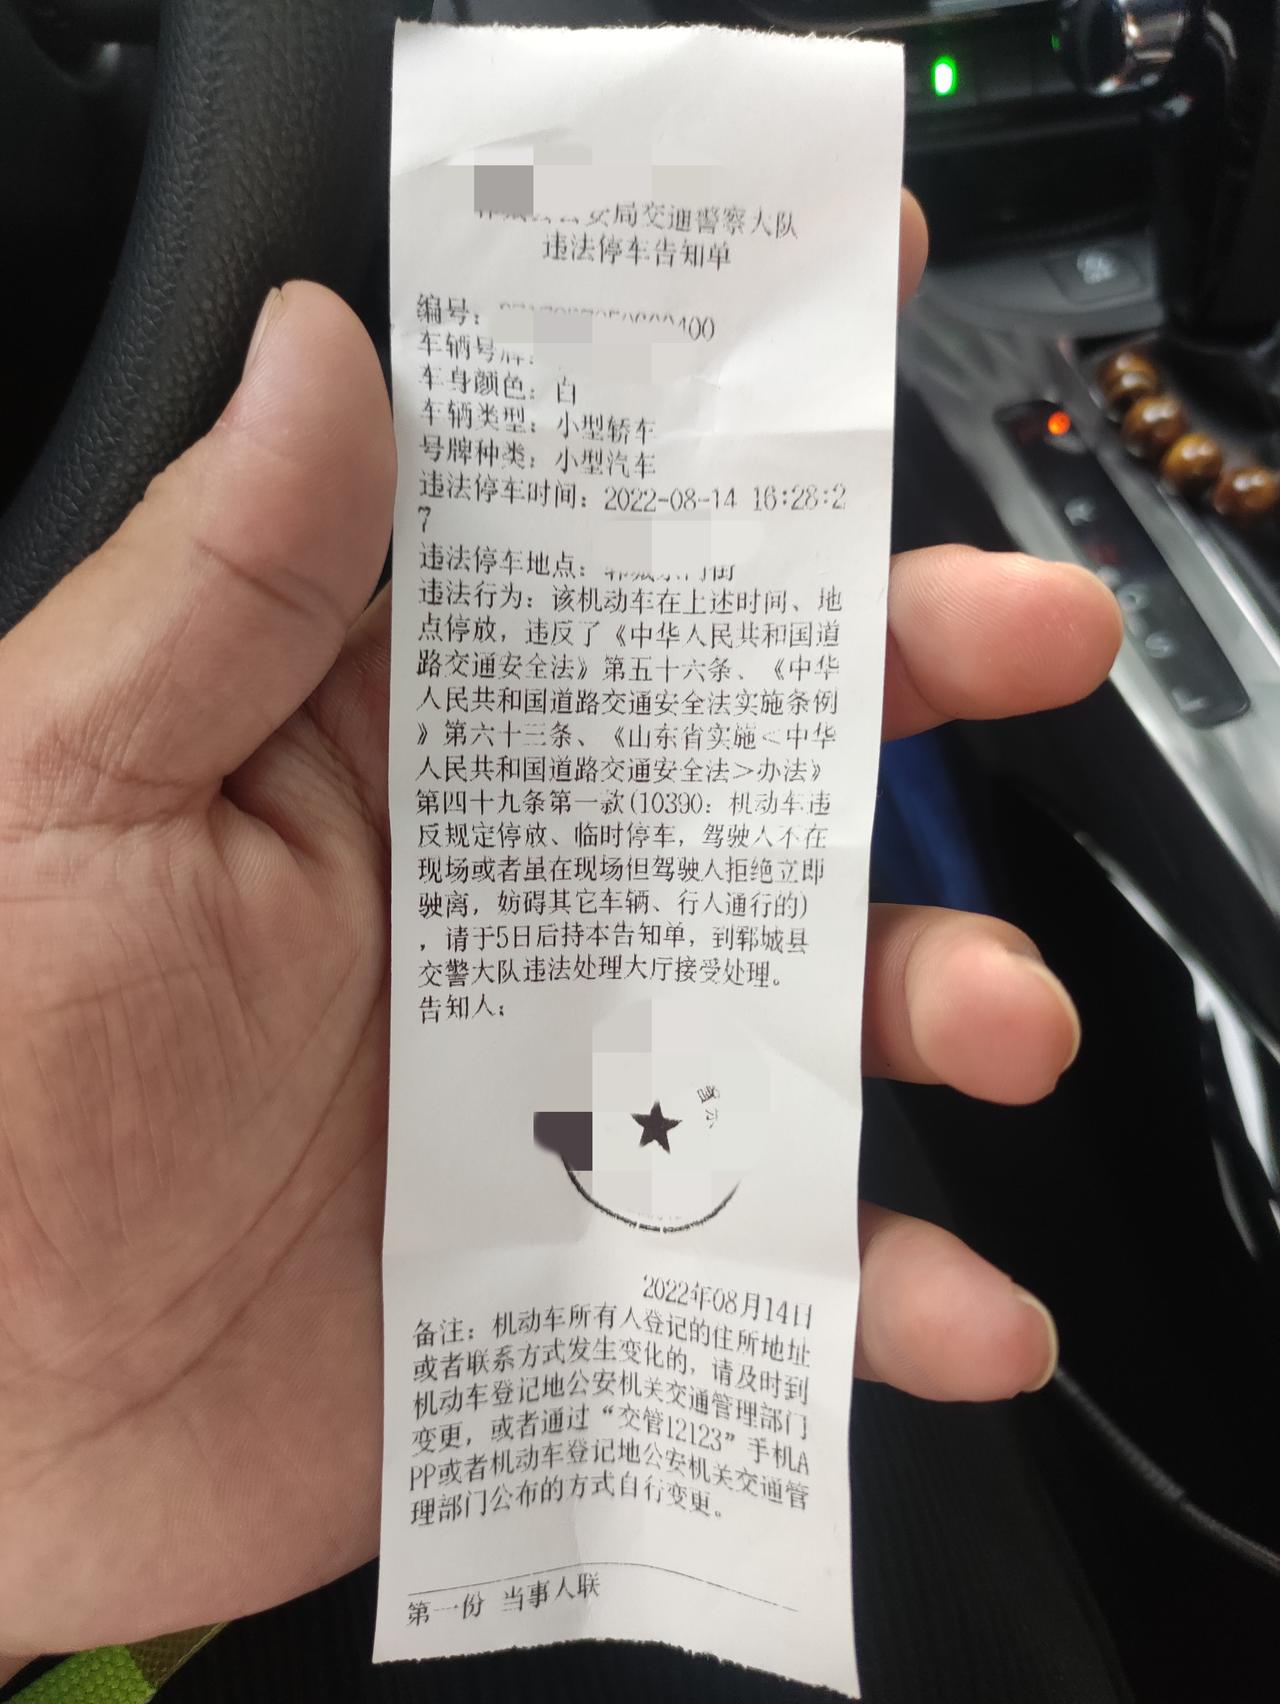 公安局交通警察大队
违法停车告知单
编号：
400
车辆号牌：
车身颜色：白
车辆类型：小型轿车
号牌种类：小型汽车
违法停车时间：2022-08-14 16:28:2
7
违法停车地点：
违法行为：该机动车在上述时间、地
点停放，违反了《中华人民共和国道
路交通安全法》第五十六条、《中华
人民共和国道路交通安全法实施条例
》第六十三条、《山东省实施<中华
人民共和国道路交通安全法>办法》
第四十九条第一款(10390：机动车违
反规定停放、临时停车，驾驶人不在
现场或者虽在现场但驾驶人拒绝立即
驶离，妨碍其它车辆、行人通行的)
，请于5日后持本告知单，到郓城县
交警大队违法处理大厅接受处理。
告知人：
2022年08月14日
备注：机动车所有人登记的住所地址
或者联系方式发生变化的，请及时到
机动车登记地公安机关交通管理部门
变更，或者通过“交管12123”手机A
PP或者机动车登记地公安机关交通管
理部门公布的方式自行变更。
第一份 当事人联